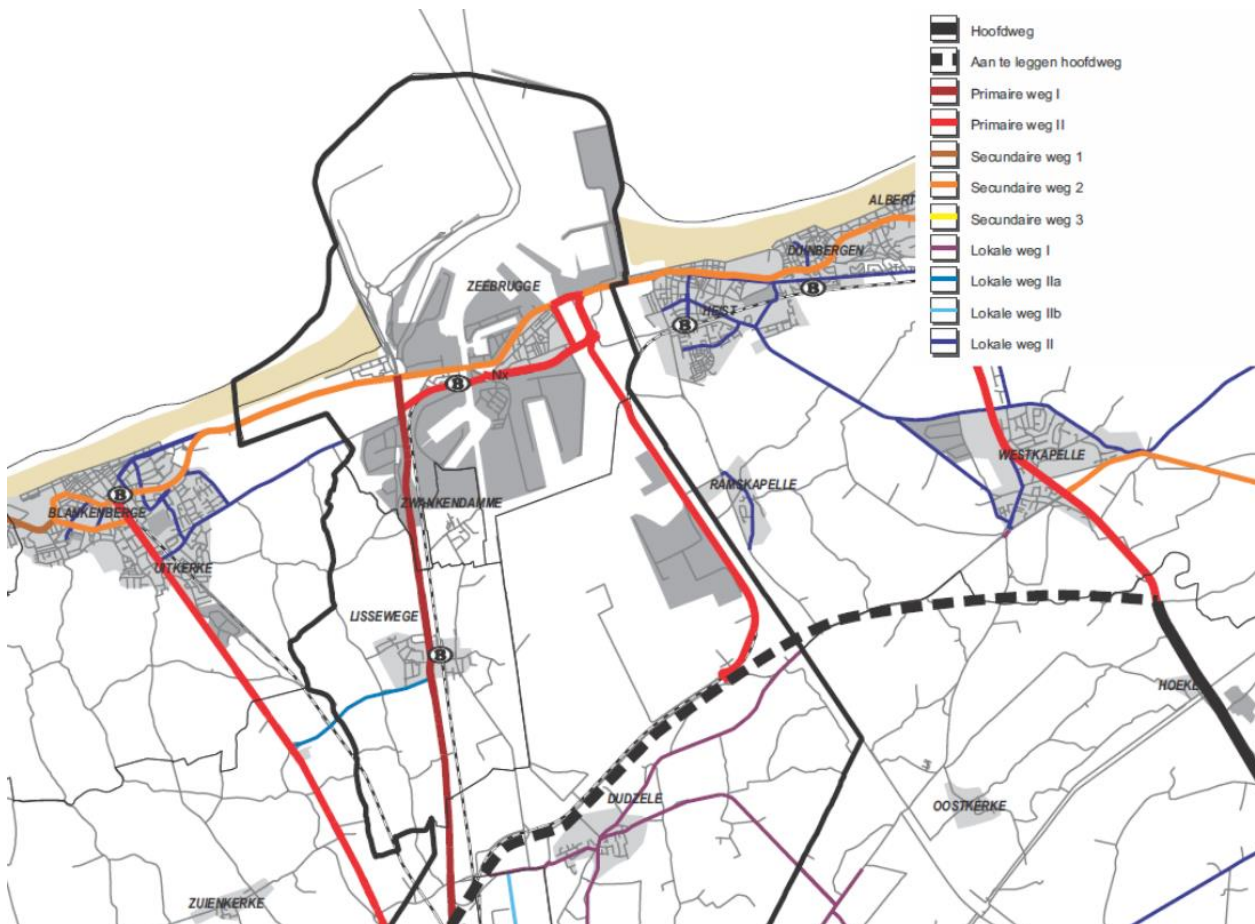 Hoofdweg
Aan te leggen hoofdweg
Primaire weg I
Primaire weg II
Secundaire weg 1
Secundaire weg 2
Secundaire weg 3
Lokale weg I
Lokale weg IIa
Lokale weg IIb
Lokale weg II
ALBERT
DUINBERGEN
ZEEBRUGGE
HEIST
B
B
Nx
B
WESTKAPELLE
RAMSKAPELLE
B
ZWANKENDAMME
BLANKENBERGE
UITKERKE
LISSEWEGE
B
HOEKE
DUDZELE
OOSTKERKE
ZUIENKERKE